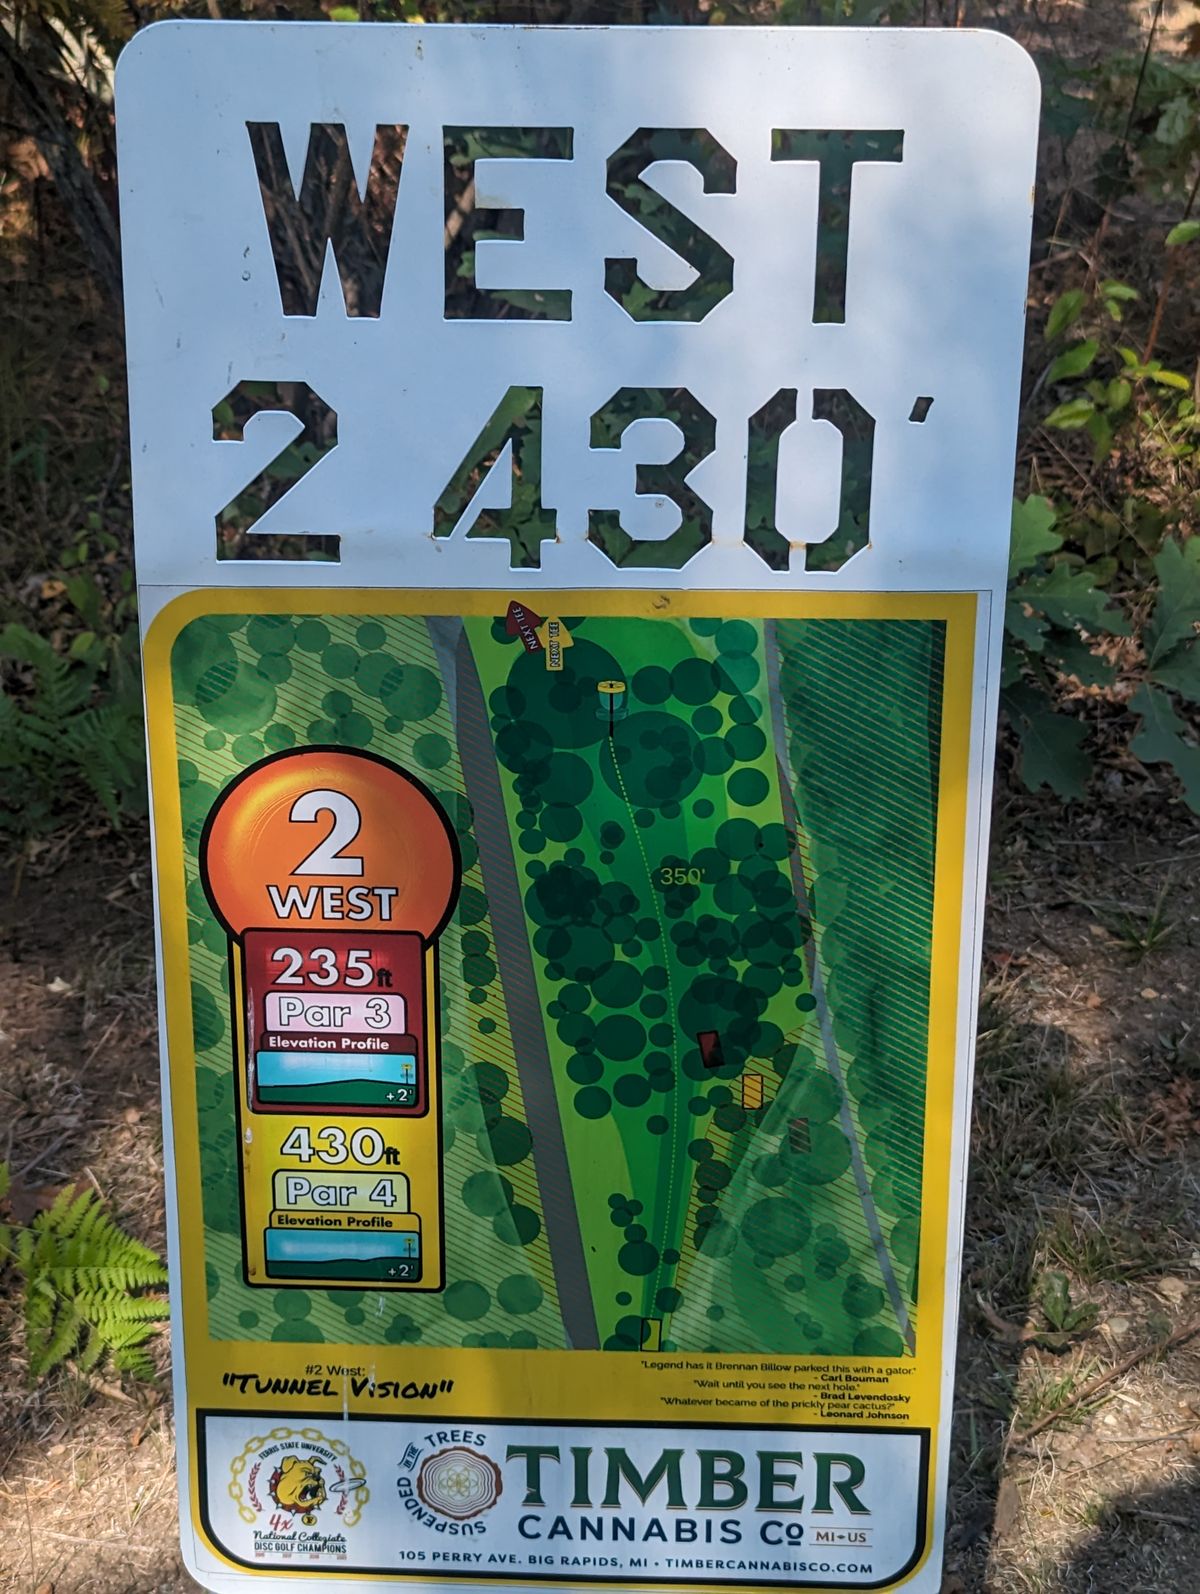 WEST
2 430'
NEXT TEE
NEXT TEE
350'
2
WEST
235ft
Par 3
Elevation Profile
+2'
430ft
Par 4
Elevation Profile
+2'
#2 West:
"TUNNEL VISION"
"Legend has it Brennan Billow parked this with a gator."
- Carl Bouman
"Wait until you see the next hole."
- Brad Levendosky
"Whatever became of the prickly pear cactus?"
- Leonard Johnson
FERRIS STATE UNIVERSITY
4x
National Collegiate
DISC GOLF CHAMPIONS
SUSPENDED IN THE TREES
TIMBER
CANNABIS Co
MI-US
105 PERRY AVE. BIG RAPIDS, MI • TIMBERCANNABISCO.COM